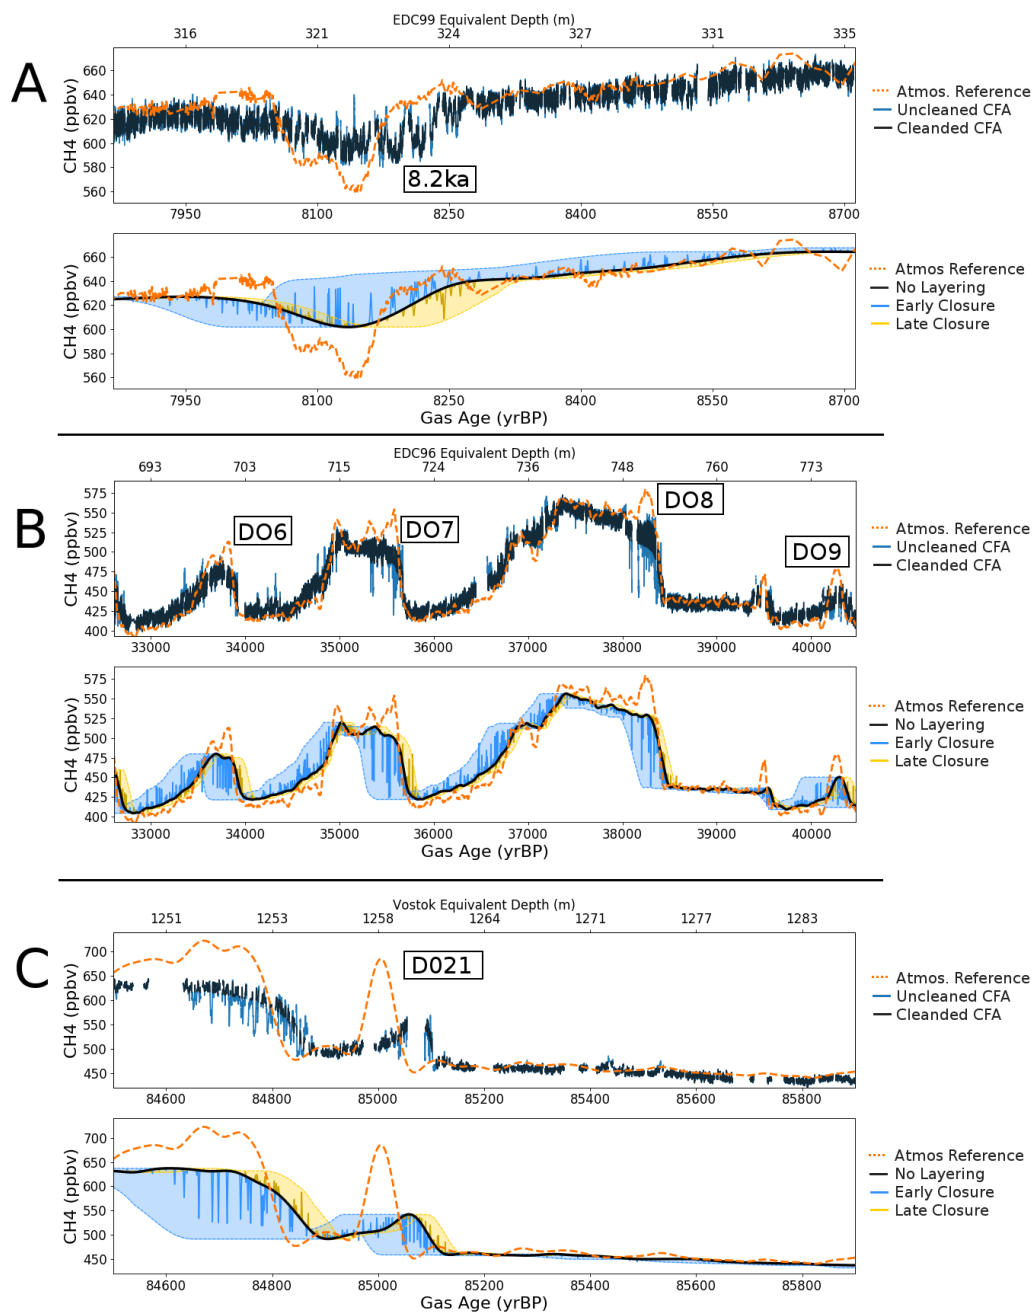 EDC99 Equivalent Depth (m)
316 321 324 327 331 335
A
CH4 (ppbv)
660
640
620
600
580
560
8.2ka
Atmos. Reference
Uncleaned CFA
Cleanded CFA
7950 8100 8250 8400 8550 8700
CH4 (ppbv)
660
640
620
600
580
560
Atmos Reference
No Layering
Early Closure
Late Closure
7950 8100 8250 8400 8550 8700
Gas Age (yrBP)
EDC96 Equivalent Depth (m)
693 703 715 724 736 748 760 773
B
CH4 (ppbv)
575
550
525
500
475
450
425
400
DO6
DO7
DO8
DO9
Atmos. Reference
Uncleaned CFA
Cleanded CFA
33000 34000 35000 36000 37000 38000 39000 40000
CH4 (ppbv)
575
550
525
500
475
450
425
400
Atmos Reference
No Layering
Early Closure
Late Closure
33000 34000 35000 36000 37000 38000 39000 40000
Gas Age (yrBP)
Vostok Equivalent Depth (m)
1251 1253 1258 1264 1271 1277 1283
C
CH4 (ppbv)
700
650
600
550
500
450
D021
Atmos. Reference
Uncleaned CFA
Cleanded CFA
84600 84800 85000 85200 85400 85600 85800
CH4 (ppbv)
700
650
600
550
500
450
Atmos Reference
No Layering
Early Closure
Late Closure
84600 84800 85000 85200 85400 85600 85800
Gas Age (yrBP)